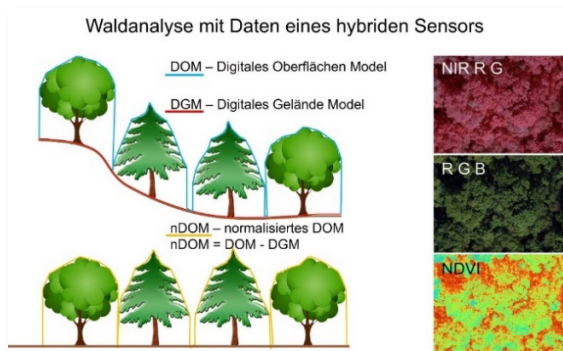 Waldanalyse mit Daten eines hybriden Sensors
DOM – Digitales Oberflächen Model
DGM – Digitales Gelände Model
nDOM – normalisiertes DOM
nDOM = DOM - DGM
NIR R G
R G B
NDVI